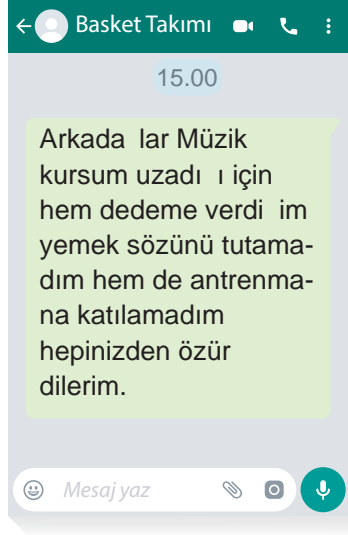 Basket Takımı
15.00
Arkada lar Müzik
kursum uzadı ı için
hem dedeme verdi im
yemek sözünü tutama-
dım hem de antrenma-
na katılamadım
hepinizden özür
dilerim.
Mesaj yaz